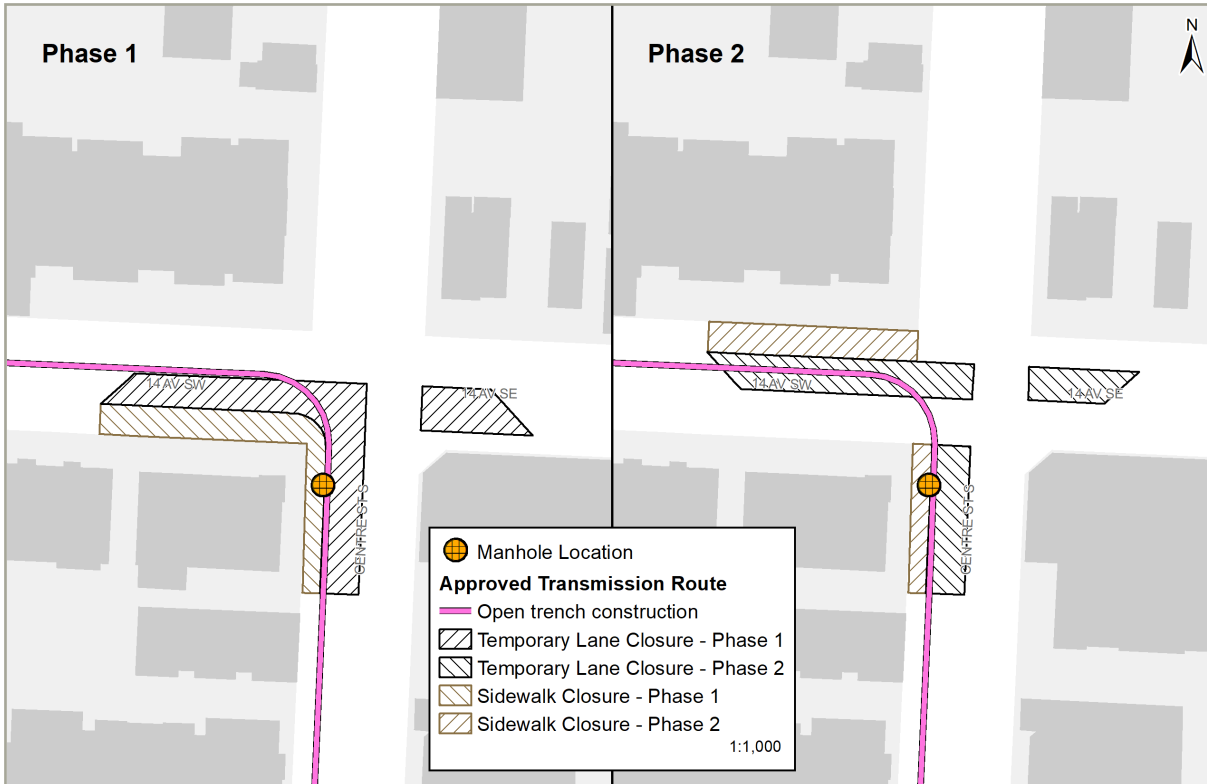 Phase 1
Phase 2
N
14 AV SW
14 AV SE
CENTRE ST S
14 AV SW
14 AV SE
CENTRE ST S
Manhole Location
Approved Transmission Route
Open trench construction
Temporary Lane Closure - Phase 1
Temporary Lane Closure - Phase 2
Sidewalk Closure - Phase 1
Sidewalk Closure - Phase 2
1:1,000